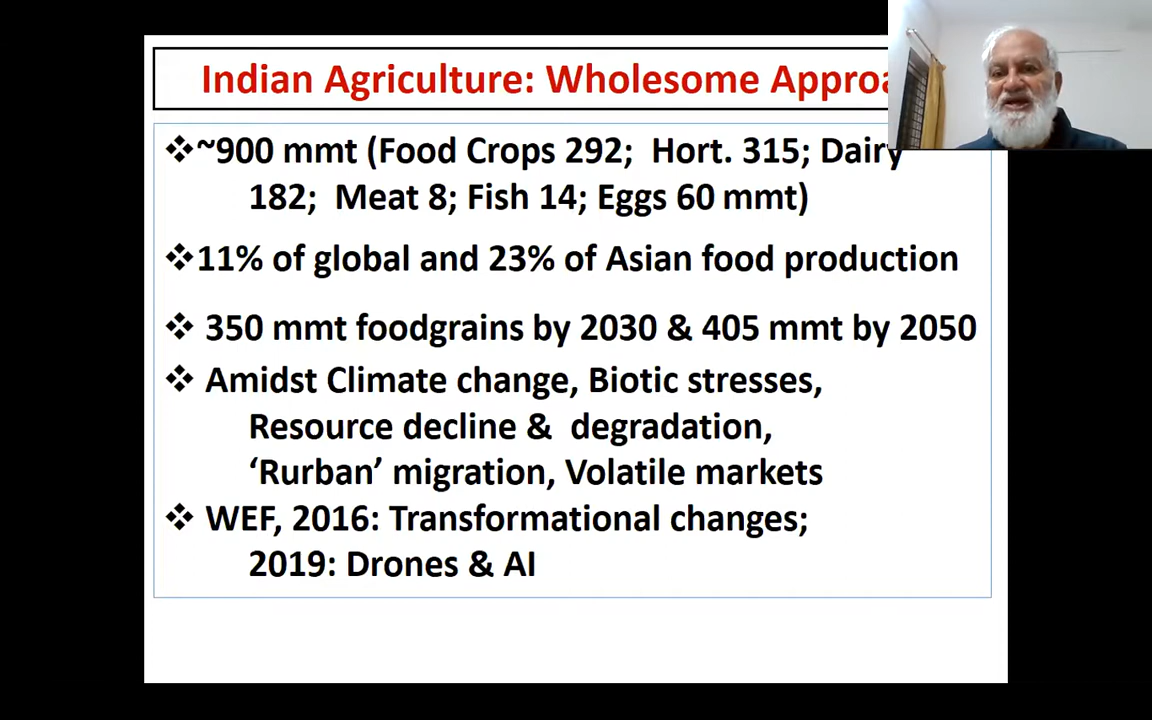 Indian Agriculture: Wholesome
❖~900 mmt (Food Crops 292; Hort. 315; Dairy
182; Meat 8; Fish 14; Eggs 60 mmt)
❖11% of global and 23% of Asian food production
❖ 350 mmt foodgrains by 2030 & 405 mmt by 2050
❖ Amidst Climate change, Biotic stresses,
Resource decline & degradation,
‘Rurban’ migration, Volatile markets
❖ WEF, 2016: Transformational changes;
2019: Drones & AI